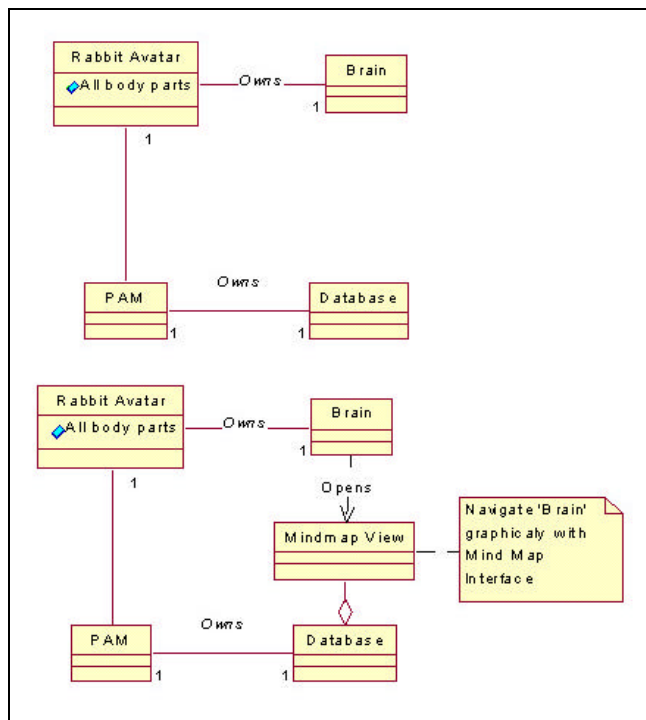 Rabbit Avatar
All body parts
Owns
Brain
1
1
PAM
Owns
Database
1
1
Rabbit Avatar
All body parts
Owns
Brain
1
1
Opens
Mindmap View
Navigate 'Brain'
graphicaly with
Mind Map
Interface
PAM
Owns
Database
1
1